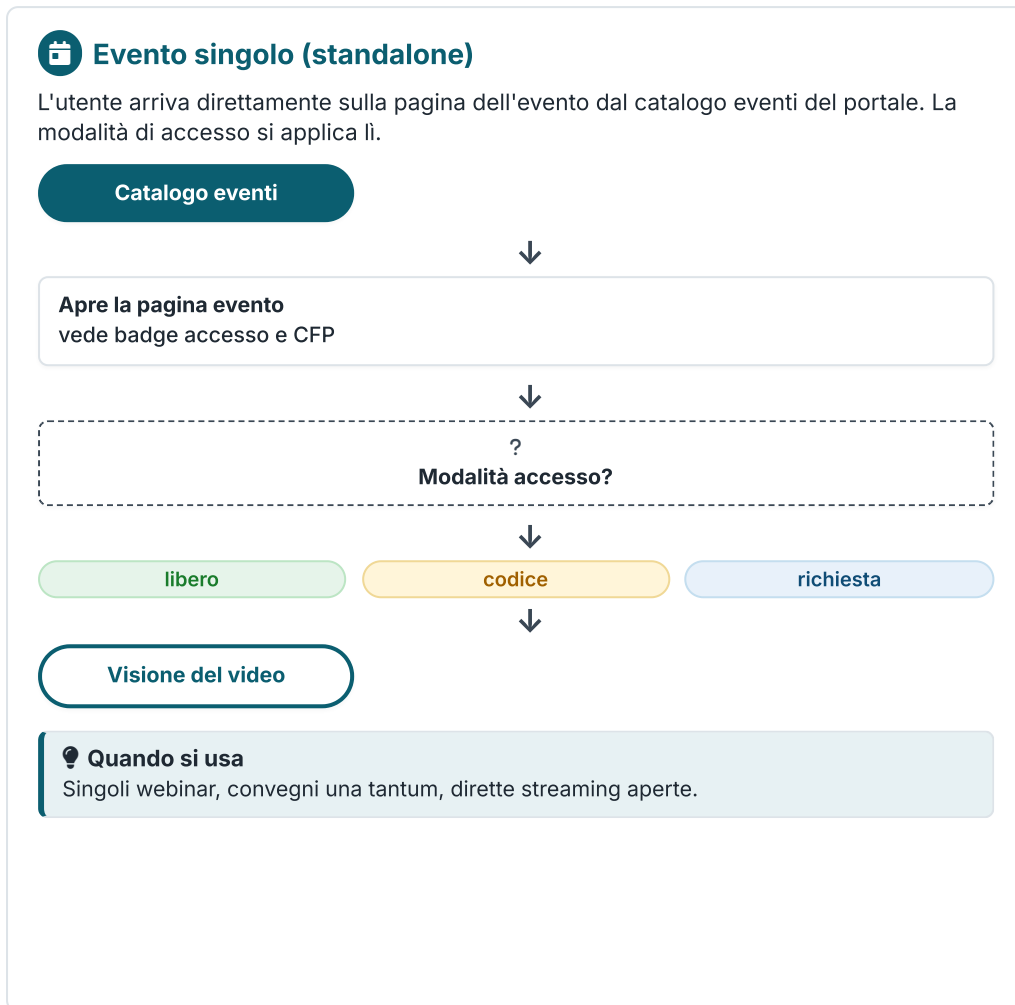 Evento singolo (standalone)
L'utente arriva direttamente sulla pagina dell'evento dal catalogo eventi del portale. La
modalità di accesso si applica lì.
Catalogo eventi
Apre la pagina evento
vede badge accesso e CFP
?
Modalità accesso?
libero
codice
richiesta
Visione del video
Quando si usa
Singoli webinar, convegni una tantum, dirette streaming aperte.